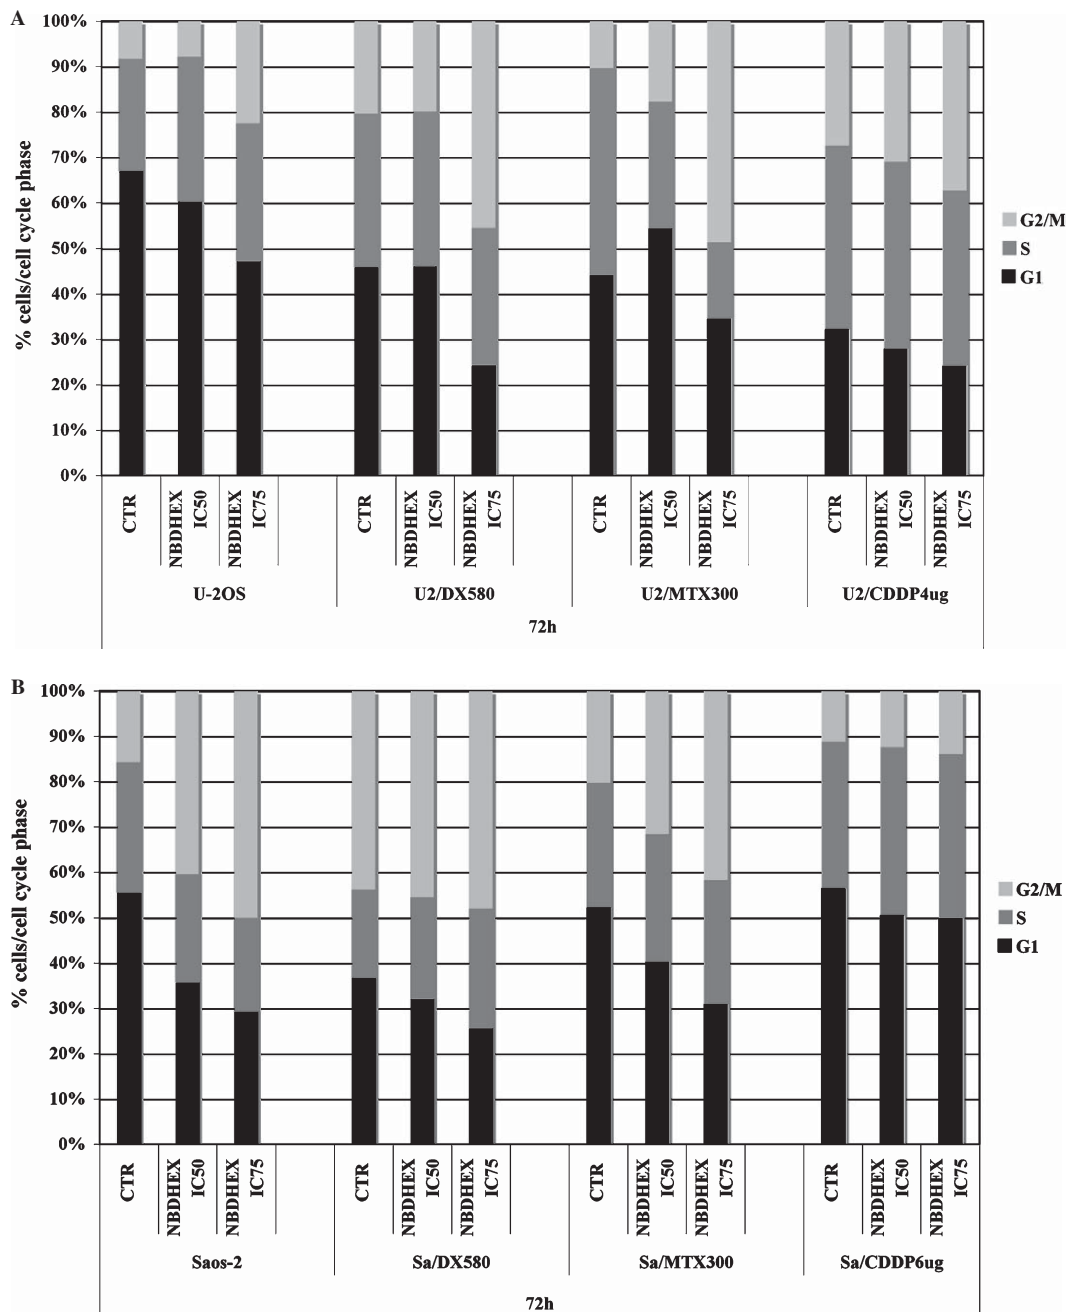 A
100%
90%
80%
70%
60%
50%
40%
30%
20%
10%
0%
% cells/cell cycle phase
G2/M
S
G1
CTR
NBDHEX
IC50
NBDHEX
IC75
CTR
NBDHEX
IC50
NBDHEX
IC75
CTR
NBDHEX
IC50
NBDHEX
IC75
CTR
NBDHEX
IC50
NBDHEX
IC75
U-2OS
U2/DX580
U2/MTX300
U2/CDDP4ug
72h
B
100%
90%
80%
70%
60%
50%
40%
30%
20%
10%
0%
% cells/cell cycle phase
G2/M
S
G1
CTR
NBDHEX
IC50
NBDHEX
IC75
CTR
NBDHEX
IC50
NBDHEX
IC75
CTR
NBDHEX
IC50
NBDHEX
IC75
CTR
NBDHEX
IC50
NBDHEX
IC75
Saos-2
Sa/DX580
Sa/MTX300
Sa/CDDP6ug
72h